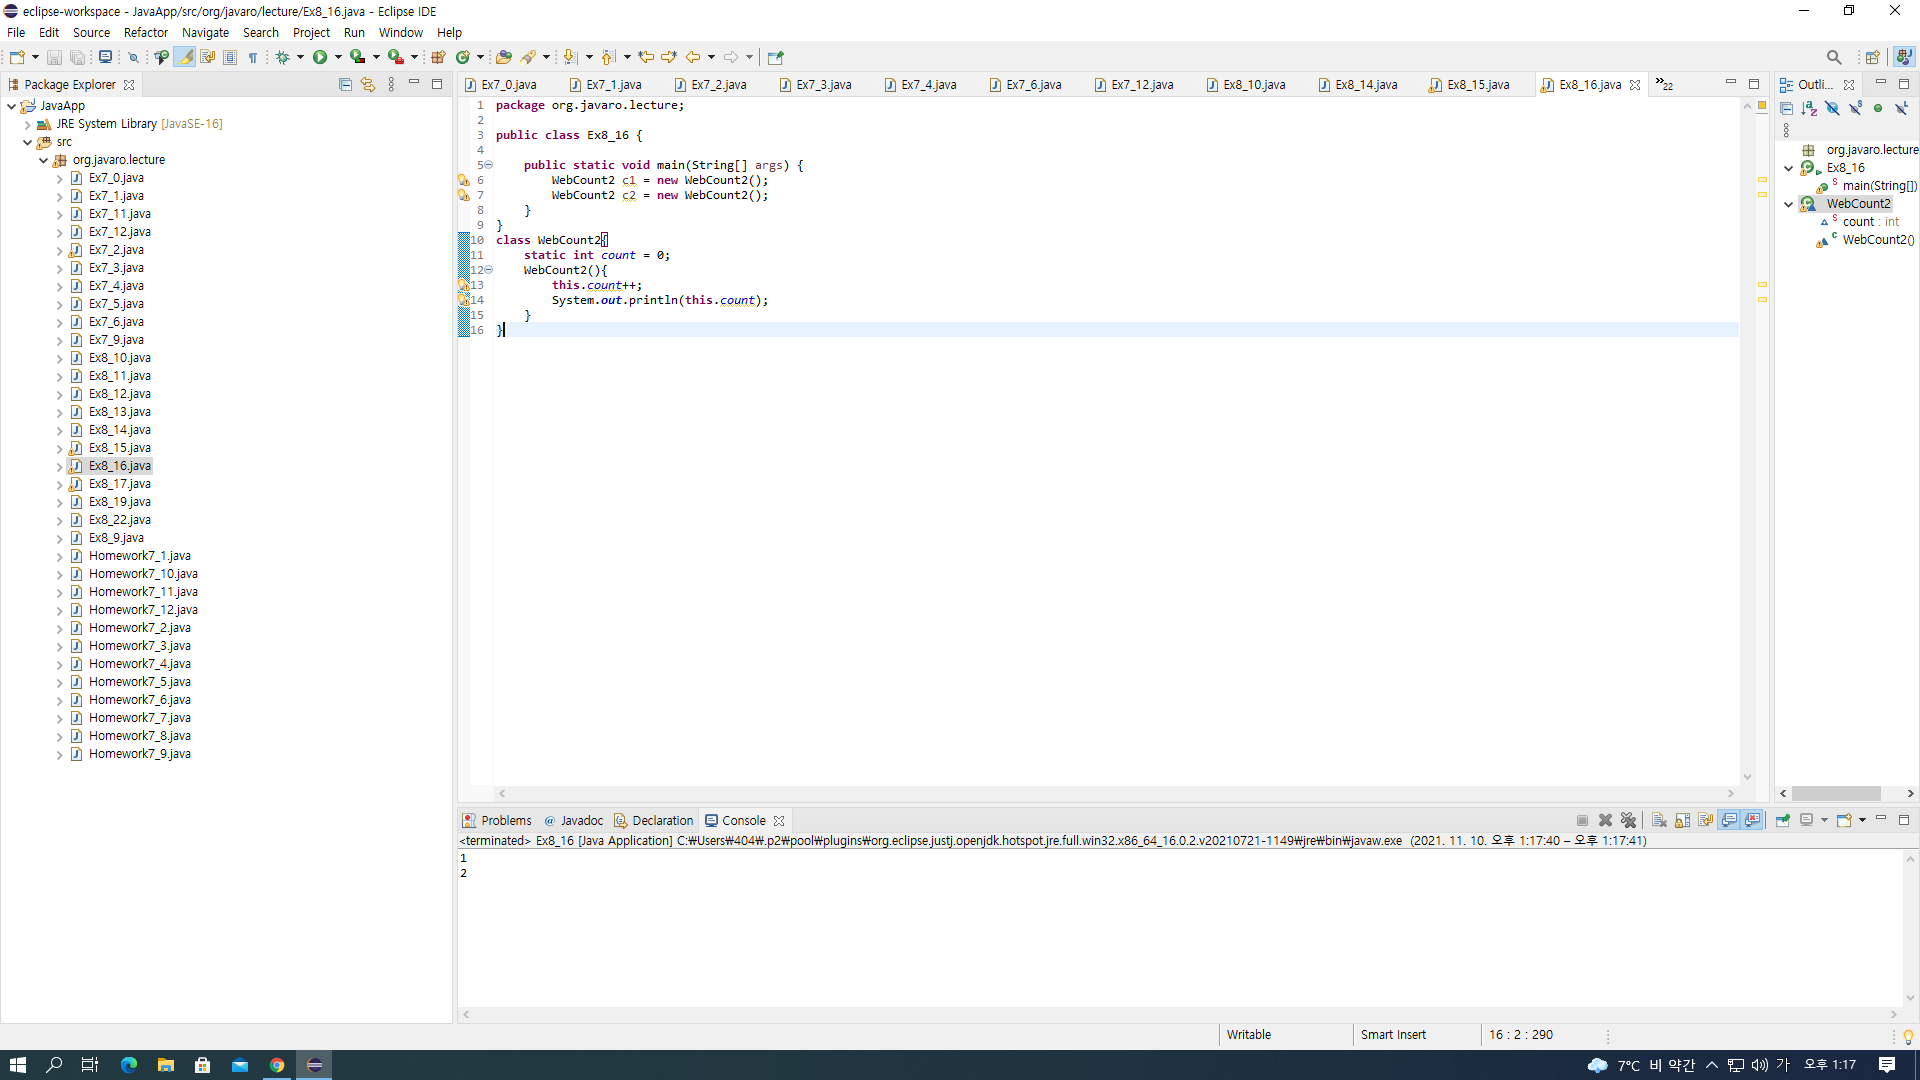 eclipse-workspace - JavaApp/src/org/javaro/lecture/Ex8_16.java - Eclipse IDE
File Edit Source Refactor Navigate Search Project Run Window Help
Package Explorer
JavaApp
JRE System Library [JavaSE-16]
src
org.javaro.lecture
Ex7_0.java
Ex7_1.java
Ex7_11.java
Ex7_12.java
Ex7_2.java
Ex7_3.java
Ex7_4.java
Ex7_5.java
Ex7_6.java
Ex7_9.java
Ex8_10.java
Ex8_11.java
Ex8_12.java
Ex8_13.java
Ex8_14.java
Ex8_15.java
Ex8_16.java
Ex8_17.java
Ex8_19.java
Ex8_22.java
Ex8_9.java
Homework7_1.java
Homework7_10.java
Homework7_11.java
Homework7_12.java
Homework7_2.java
Homework7_3.java
Homework7_4.java
Homework7_5.java
Homework7_6.java
Homework7_7.java
Homework7_8.java
Homework7_9.java
Ex7_0.java Ex7_1.java Ex7_2.java Ex7_3.java Ex7_4.java Ex7_6.java Ex7_12.java Ex8_10.java Ex8_14.java Ex8_15.java Ex8_16.java »22
1 package org.javaro.lecture;
2
3 public class Ex8_16 {
4
5 public static void main(String[] args) {
6 WebCount2 c1 = new WebCount2();
7 WebCount2 c2 = new WebCount2();
8 }
9 }
10 class WebCount2{
11 static int count = 0;
12 WebCount2(){
13 this.count++;
14 System.out.println(this.count);
15 }
16 }
Outli...
org.javaro.lecture
Ex8_16
main(String[])
WebCount2
count : int
WebCount2()
Problems @ Javadoc Declaration Console
<terminated> Ex8_16 [Java Application] C:₩Users₩404₩.p2₩pool₩plugins₩org.eclipse.justj.openjdk.hotspot.jre.full.win32.x86_64_16.0.2.v20210721-1149₩jre₩bin₩javaw.exe (2021. 11. 10. 오후 1:17:40 – 오후 1:17:41)
1
2
Writable Smart Insert 16 : 2 : 290
7°C 비 약간 가 오후 1:17